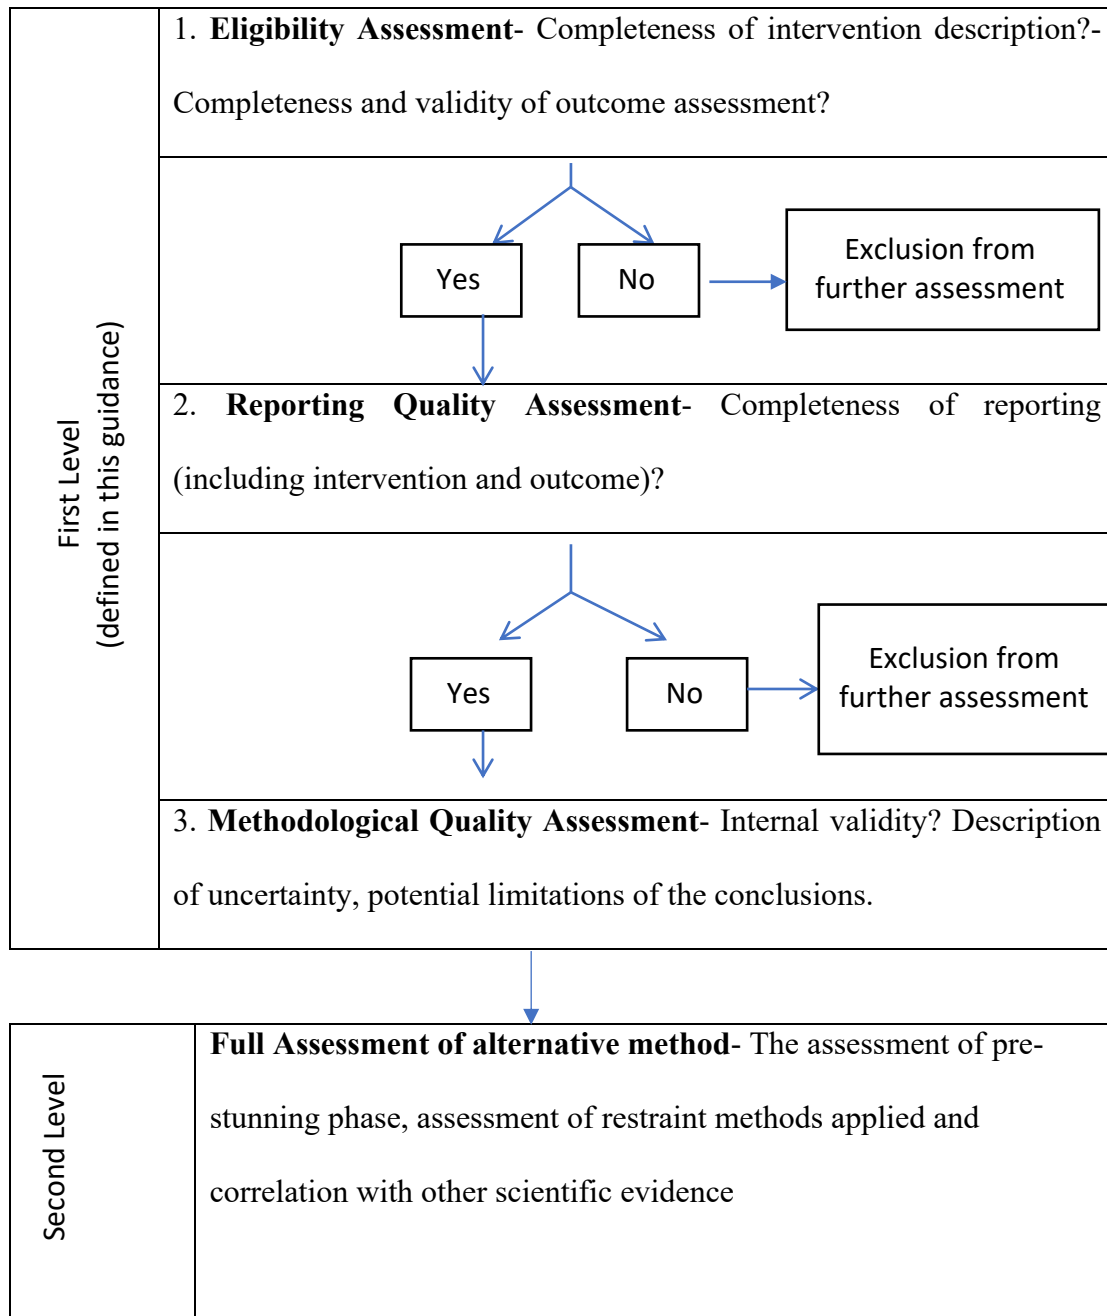 1. Eligibility Assessment- Completeness of intervention description?-
Completeness and validity of outcome assessment?
Yes
No
Exclusion from
further assessment
First Level
(defined in this guidance)
2. Reporting Quality Assessment- Completeness of reporting
(including intervention and outcome)?
Yes
No
Exclusion from
further assessment
3. Methodological Quality Assessment- Internal validity? Description
of uncertainty, potential limitations of the conclusions.
Second Level
Full Assessment of alternative method- The assessment of pre-
stunning phase, assessment of restraint methods applied and
correlation with other scientific evidence